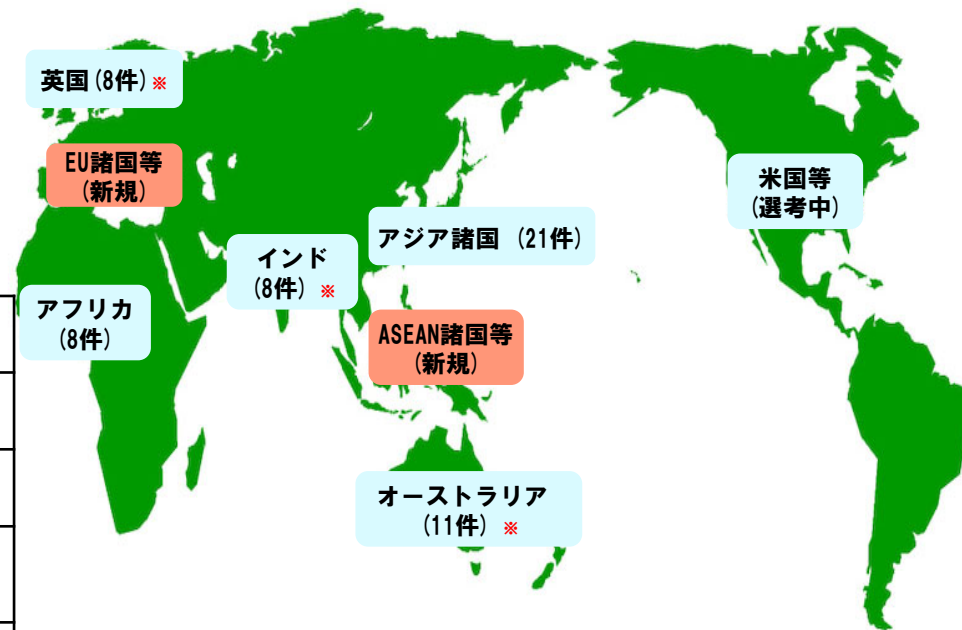 英国(8件)※
EU諸国等
(新規)
米国等
(選考中)
アジア諸国 (21件)
インド
(8件) ※
アフリカ
(8件)
ASEAN諸国等
(新規)
オーストラリア
(11件) ※